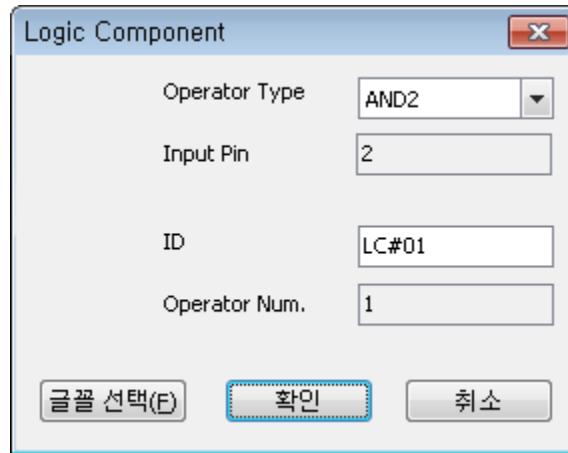 Logic Component
Operator Type AND2
Input Pin 2
ID LC#01
Operator Num. 1
글꼴 선택(F) 확인 취소